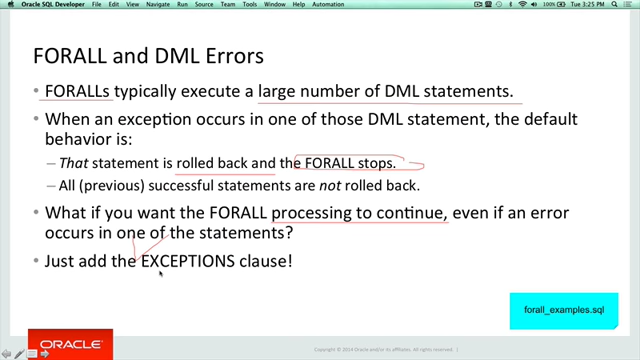 Oracle SQL Developer File Edit View Navigate Run Source Team Tools Window Help Automation Tue 3:25 PM
FORALL and DML Errors
• FORALLs typically execute a large number of DML statements.
• When an exception occurs in one of those DML statement, the default
behavior is:
– That statement is rolled back and the FORALL stops.
– All (previous) successful statements are not rolled back.
• What if you want the FORALL processing to continue, even if an error
occurs in one of the statements?
• Just add the EXCEPTIONS clause!
forall_examples.sql
ORACLE
Copyright © 2014 Oracle and/or its affiliates. All rights reserved.